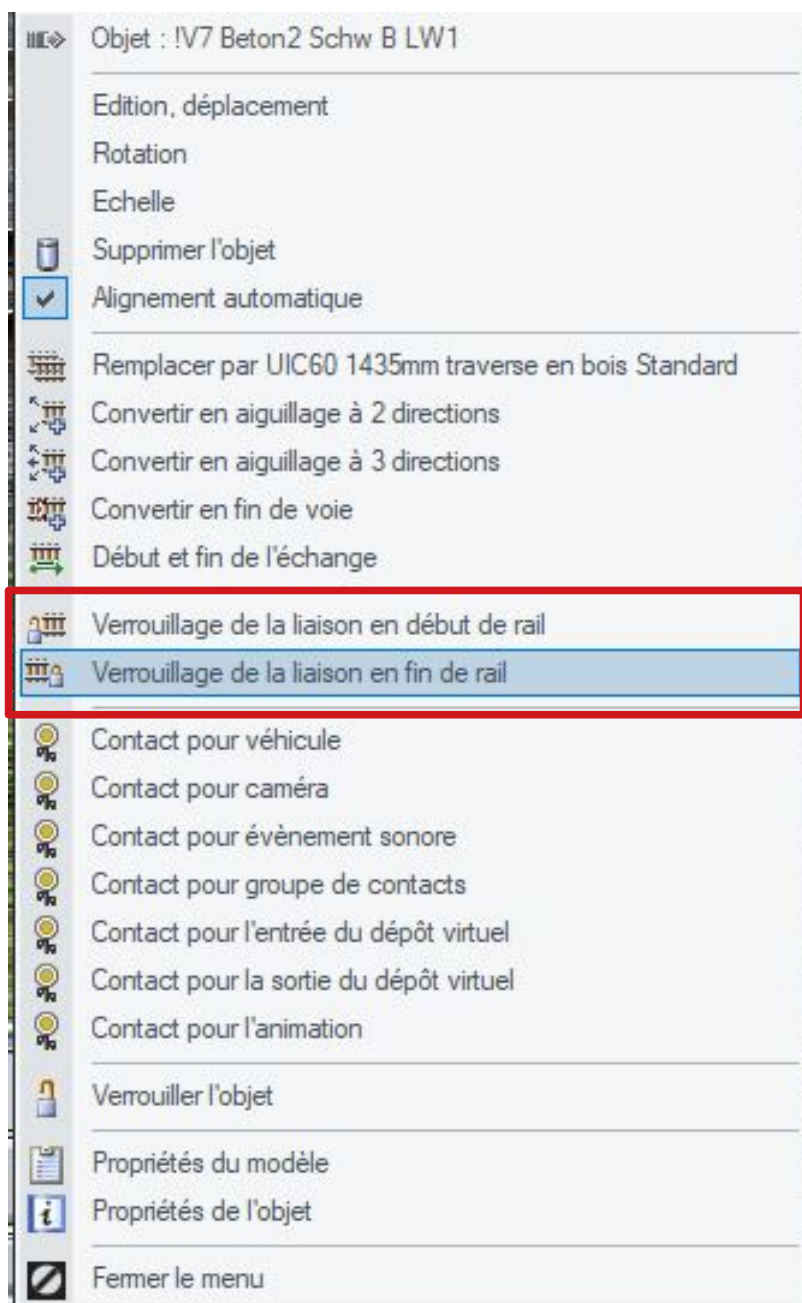 Objet : !V7 Beton2 Schw B LW1
Edition, déplacement
Rotation
Echelle
Supprimer l'objet
Alignement automatique
Remplacer par UIC60 1435mm traverse en bois Standard
Convertir en aiguillage à 2 directions
Convertir en aiguillage à 3 directions
Convertir en fin de voie
Début et fin de l'échange
Verrouillage de la liaison en début de rail
Verrouillage de la liaison en fin de rail
Contact pour véhicule
Contact pour caméra
Contact pour évènement sonore
Contact pour groupe de contacts
Contact pour l'entrée du dépôt virtuel
Contact pour la sortie du dépôt virtuel
Contact pour l'animation
Verrouiller l'objet
Propriétés du modèle
Propriétés de l'objet
Fermer le menu